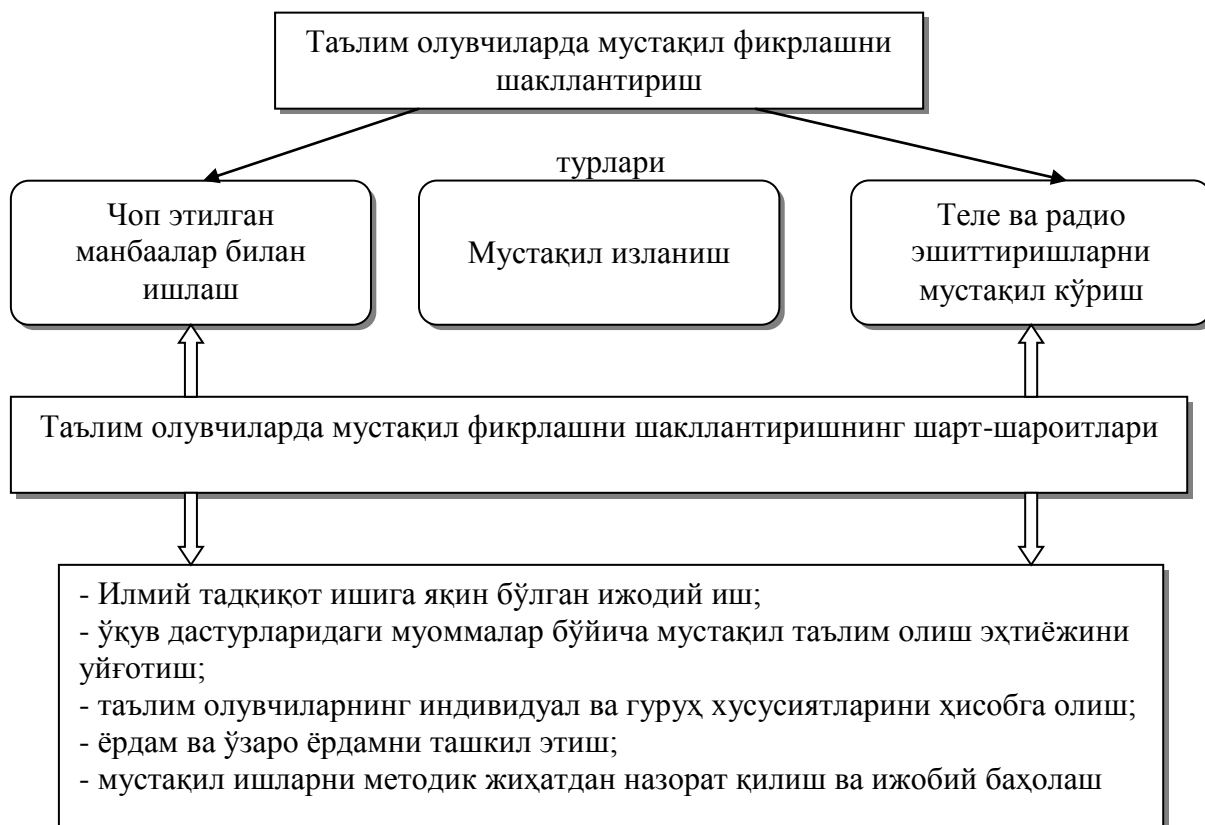 Таълим олувчиларда мустақил фикрлашни
шакллантириш
турлари
Чоп этилган
манбаалар билан
ишлаш
Мустақил изланиш
Теле ва радио
эшиттиришларни
мустақил кўриш
Таълим олувчиларда мустақил фикрлашни шакллантиришнинг шарт-шароитлари
- Илмий тадқиқот ишига яқин бўлган ижодий иш;
- ўқув дастурларидаги муоммалар бўйича мустақил таълим олиш эҳтиёжини
уйғотиш;
- таълим олувчиларнинг индивидуал ва гуруҳ хусусиятларини ҳисобга олиш;
- ёрдам ва ўзаро ёрдамни ташкил этиш;
- мустақил ишларни методик жиҳатдан назорат қилиш ва ижобий баҳолаш